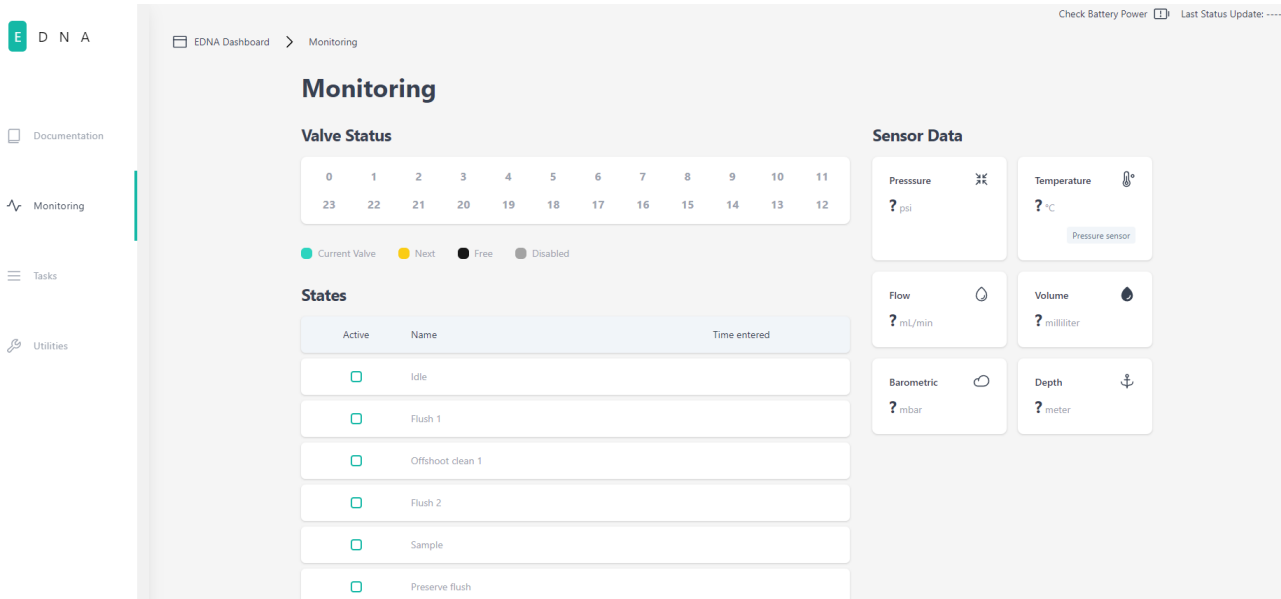 Check Battery Power Last Status Update: ----
E D N A
EDNA Dashboard Monitoring
Documentation
Monitoring
Tasks
Utilities
Monitoring
Valve Status
0 1 2 3 4 5 6 7 8 9 10 11
23 22 21 20 19 18 17 16 15 14 13 12
Current Valve Next Free Disabled
States
Active Name Time entered
Idle
Flush 1
Offshoot clean 1
Flush 2
Sample
Preserve flush
Sensor Data
Presssure
? psi
Temperature
? °C
Pressure sensor
Flow
? mL/min
Volume
? milliliter
Barometric
? mbar
Depth
? meter